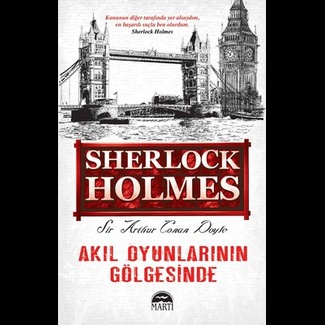 Kanunun diğer tarafında yer alsaydım,
en başarılı suçlu ben olurdum.
Sherlock Holmes
SHERLOCK
HOLMES
Sir Arthur Conan Doyle
AKIL OYUNLARININ
GÖLGESİNDE
MARTI